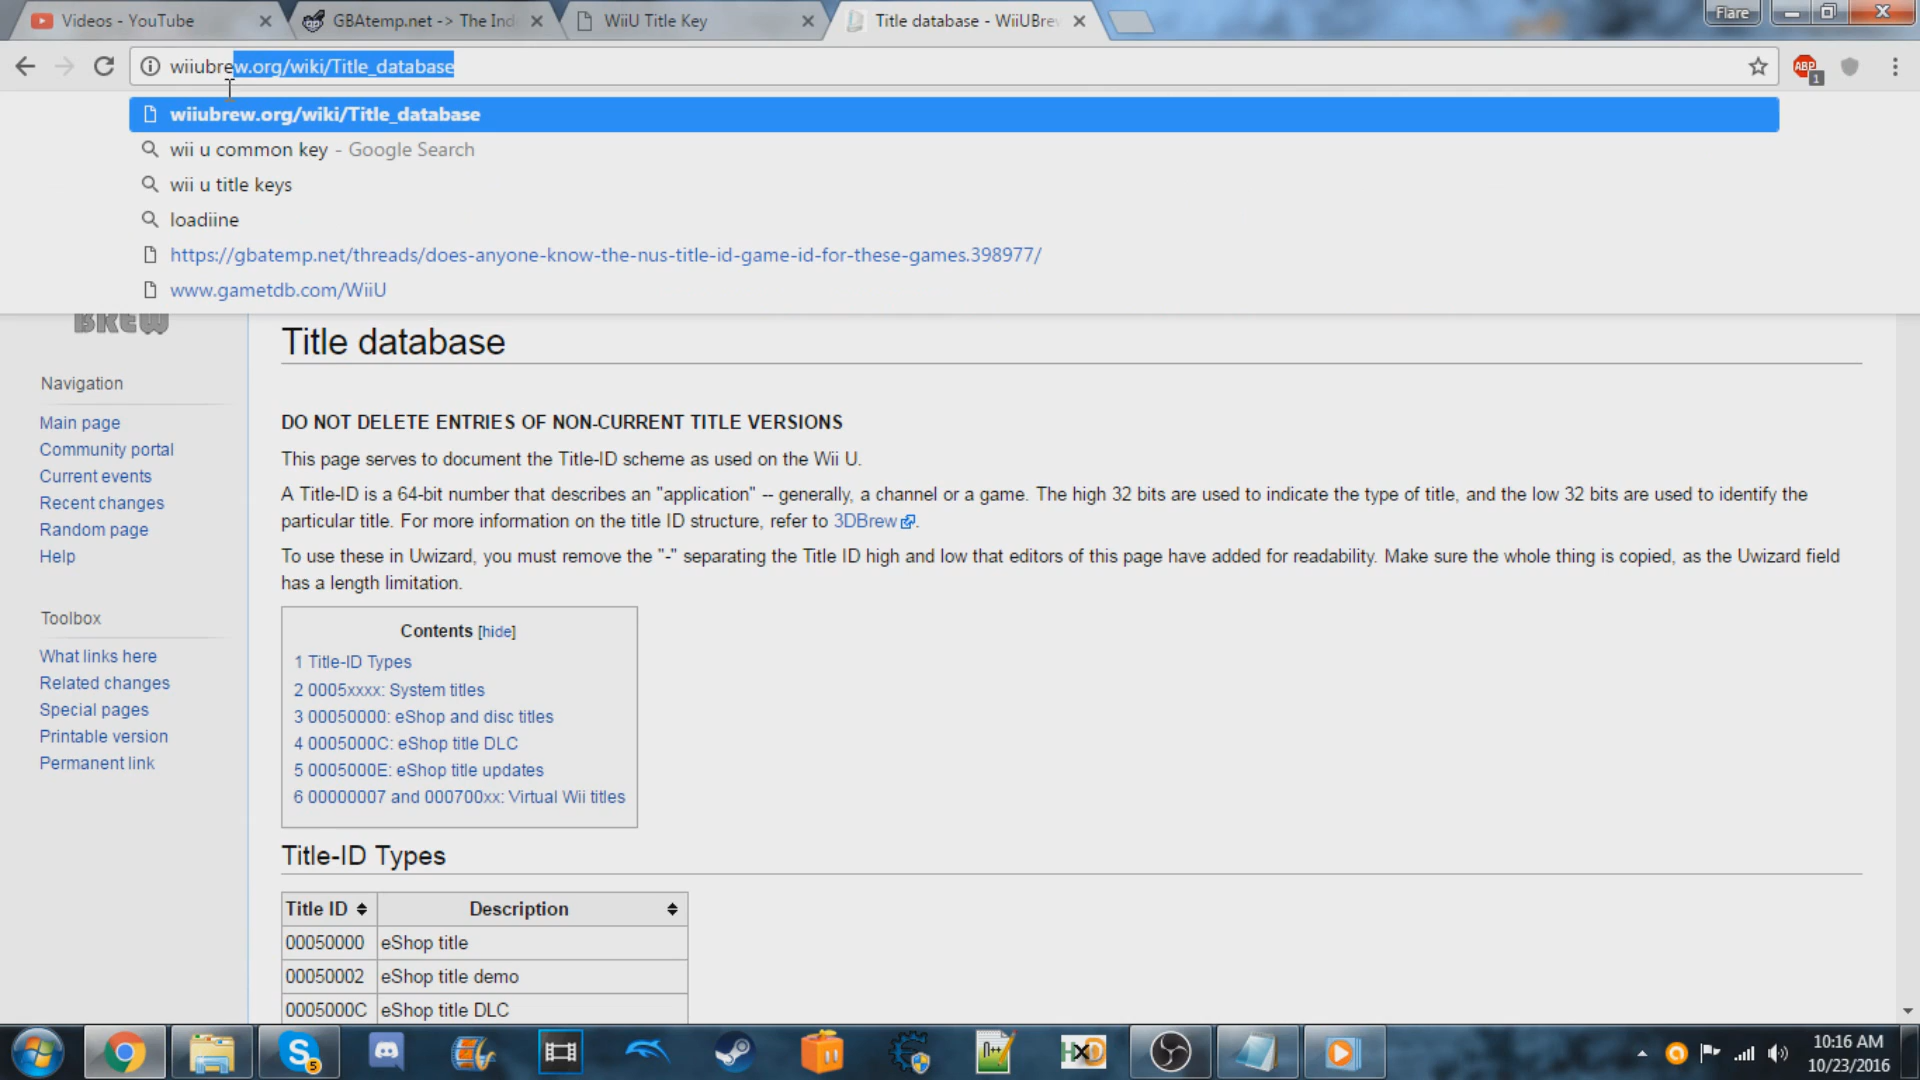 Videos - YouTube
GBAtemp.net -> The Ind
WiiU Title Key
Title database - WiiUBrew
Flare
wiiubrew.org/wiki/Title_database
ABP
1
wiiubrew.org/wiki/Title_database
wii u common key - Google Search
wii u title keys
loadiine
https://gbatemp.net/threads/does-anyone-know-the-nus-title-id-game-id-for-these-games.398977/
www.gametdb.com/WiiU
BREW
Title database
Navigation
Main page
Community portal
Current events
Recent changes
Random page
Help
Toolbox
What links here
Related changes
Special pages
Printable version
Permanent link
DO NOT DELETE ENTRIES OF NON-CURRENT TITLE VERSIONS
This page serves to document the Title-ID scheme as used on the Wii U.
A Title-ID is a 64-bit number that describes an "application" -- generally, a channel or a game. The high 32 bits are used to indicate the type of title, and the low 32 bits are used to identify the
particular title. For more information on the title ID structure, refer to 3DBrew.
To use these in Uwizard, you must remove the "-" separating the Title ID high and low that editors of this page have added for readability. Make sure the whole thing is copied, as the Uwizard field
has a length limitation.
Contents [hide]
1 Title-ID Types
2 0005xxxx: System titles
3 00050000: eShop and disc titles
4 0005000C: eShop title DLC
5 0005000E: eShop title updates
6 00000007 and 000700xx: Virtual Wii titles
Title-ID Types
Title ID Description
00050000 eShop title
00050002 eShop title demo
0005000C eShop title DLC
5
HXD
10:16 AM
10/23/2016